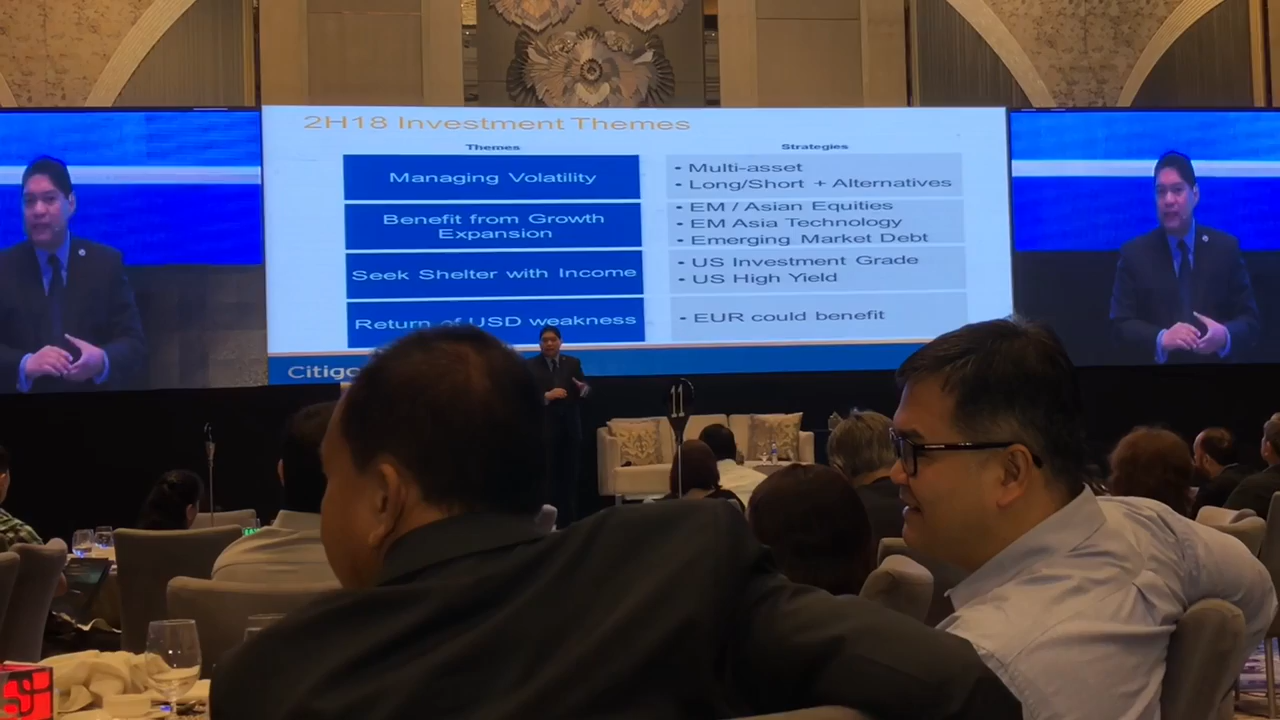 2H18 Investment Themes
Themes
Strategies
Managing Volatility
• Multi-asset
• Long/Short + Alternatives
Benefit from Growth
Expansion
• EM / Asian Equities
• EM Asia Technology
• Emerging Market Debt
Seek Shelter with Income
• US Investment Grade
• US High Yield
Return of USD weakness
• EUR could benefit
11